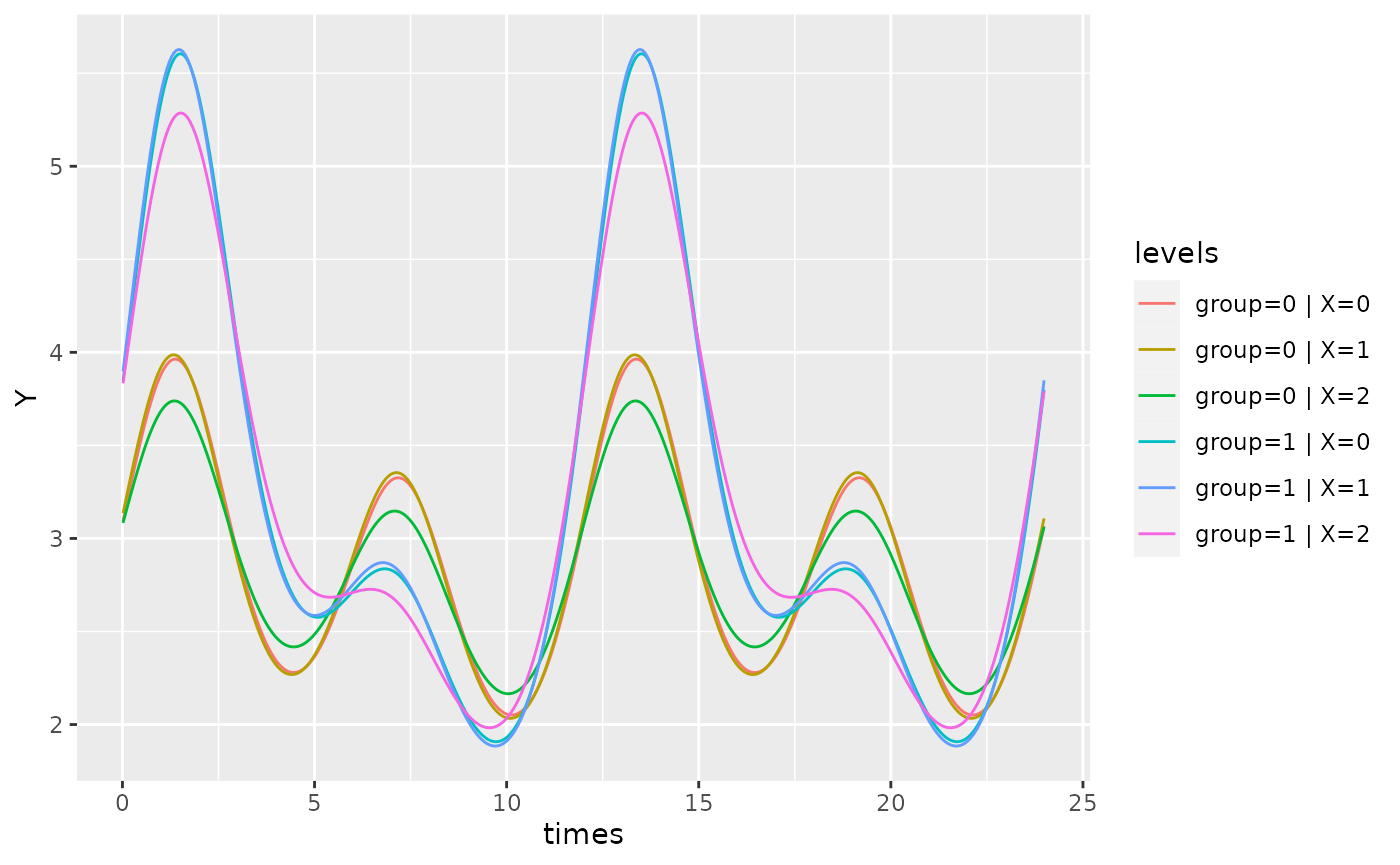 Y
5
4
3
2
0 5 10 15 20 25
times
levels
group=0 | X=0
group=0 | X=1
group=0 | X=2
group=1 | X=0
group=1 | X=1
group=1 | X=2